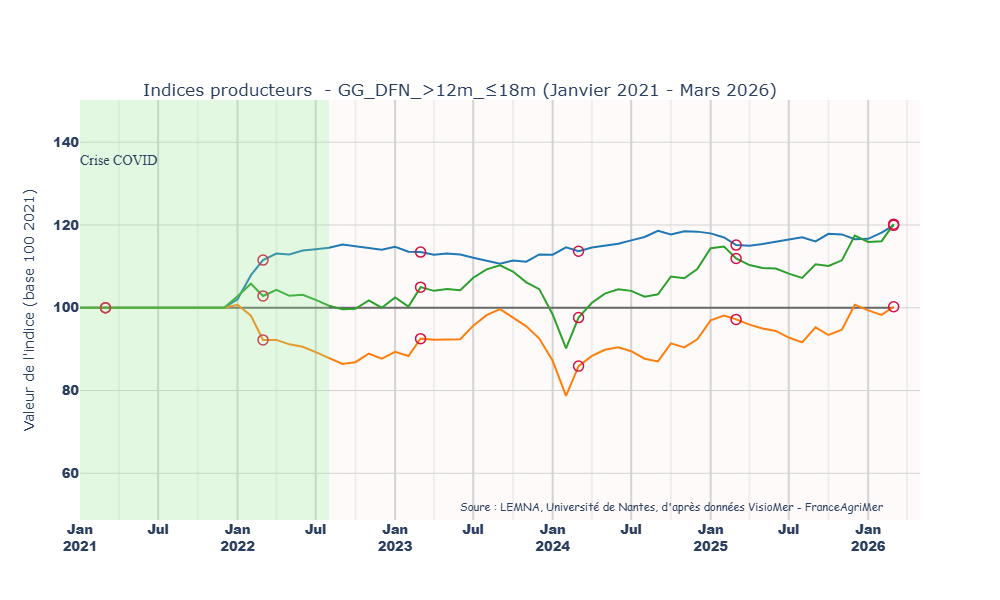 Indices producteurs - GG_DFN_>12m_≤18m (Janvier 2021 - Mars 2026)
Valeur de l'indice (base 100 2021)
140
120
100
80
60
Crise COVID
Soure : LEMNA, Université de Nantes, d'après données VisioMer - FranceAgriMer
Jan Jul Jan Jul Jan Jul Jan Jul Jan Jul Jan
2021 2022 2023 2024 2025 2026